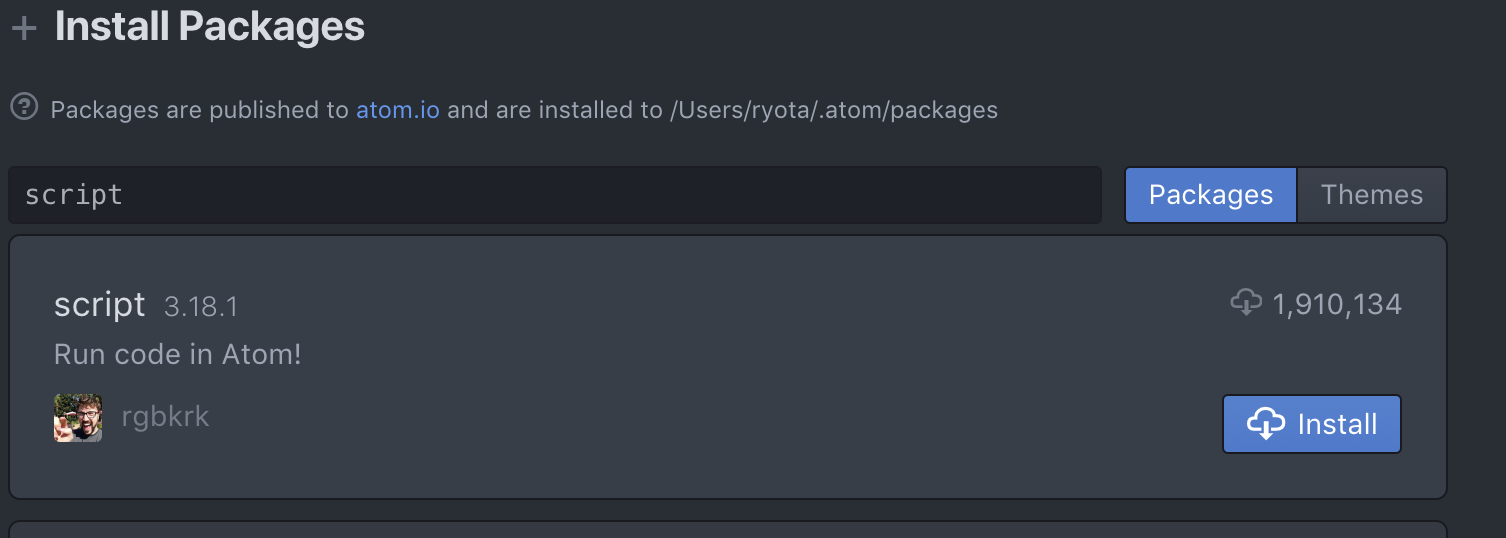 Install Packages
Packages are published to atom.io and are installed to /Users/ryota/.atom/packages
script
Packages
Themes
script 3.18.1
1,910,134
Run code in Atom!
rgbkrk
Install